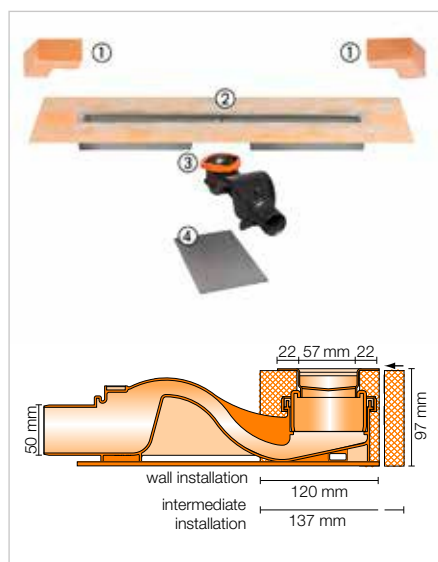 ① ①
②
③
④
22 57 mm 22
50 mm
97 mm
wall installation
120 mm
intermediate
installation
137 mm